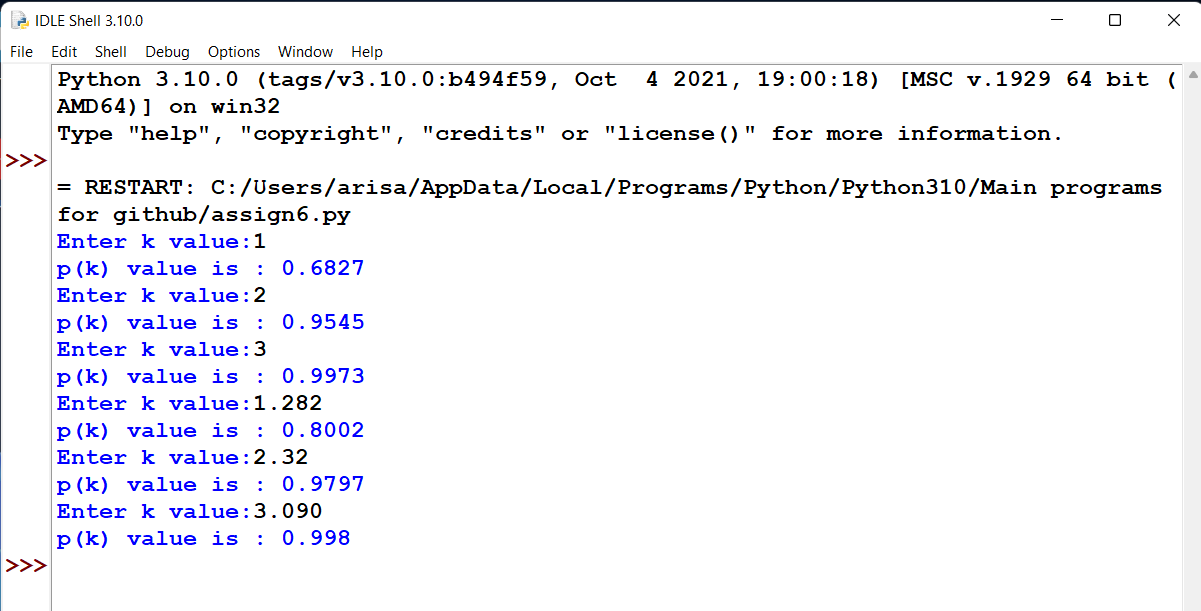 IDLE Shell 3.10.0
File Edit Shell Debug Options Window Help
Python 3.10.0 (tags/v3.10.0:b494f59, Oct  4 2021, 19:00:18) [MSC v.1929 64 bit (
AMD64)] on win32
Type "help", "copyright", "credits" or "license()" for more information.
>>>
= RESTART: C:/Users/arisa/AppData/Local/Programs/Python/Python310/Main programs
for github/assign6.py
Enter k value:1
p(k) value is : 0.6827
Enter k value:2
p(k) value is : 0.9545
Enter k value:3
p(k) value is : 0.9973
Enter k value:1.282
p(k) value is : 0.8002
Enter k value:2.32
p(k) value is : 0.9797
Enter k value:3.090
p(k) value is : 0.998
>>>